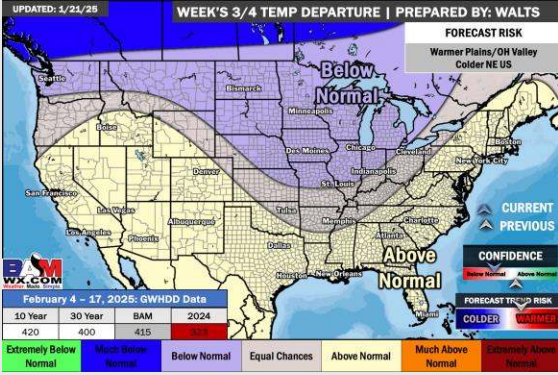 UPDATED: 1/21/25
WEEK'S 3/4 TEMP DEPARTURE | PREPARED BY: WALTS
FORECAST RISK
Warmer Plains/OH Valley
Colder NE US
Seattle
Bismarck
Below
Normal
Minneapolis
Boise
Boston
Des Moines
Chicago
Cleveland
New York City
Denver
Indianapolis
San Francisco
St. Louis
Las Vegas
Tulsa
Memphis
Charlotte
CURRENT
PREVIOUS
Los Angeles
Phoenix
Albuquerque
Dallas
Atlanta
Above
Normal
CONFIDENCE
Below Normal
Above Normal
Houston
New Orleans
Miami
BAM
WX.COM
Weather Made Simple
FORECAST TREND RISK
COLDER
WARMER
February 4 – 17, 2025: GWHDD Data
10 Year 30 Year BAM 2024
420 400 415 323
Extremely Below Normal
Much Below Normal
Below Normal
Equal Chances
Above Normal
Much Above Normal
Extremely Above Normal